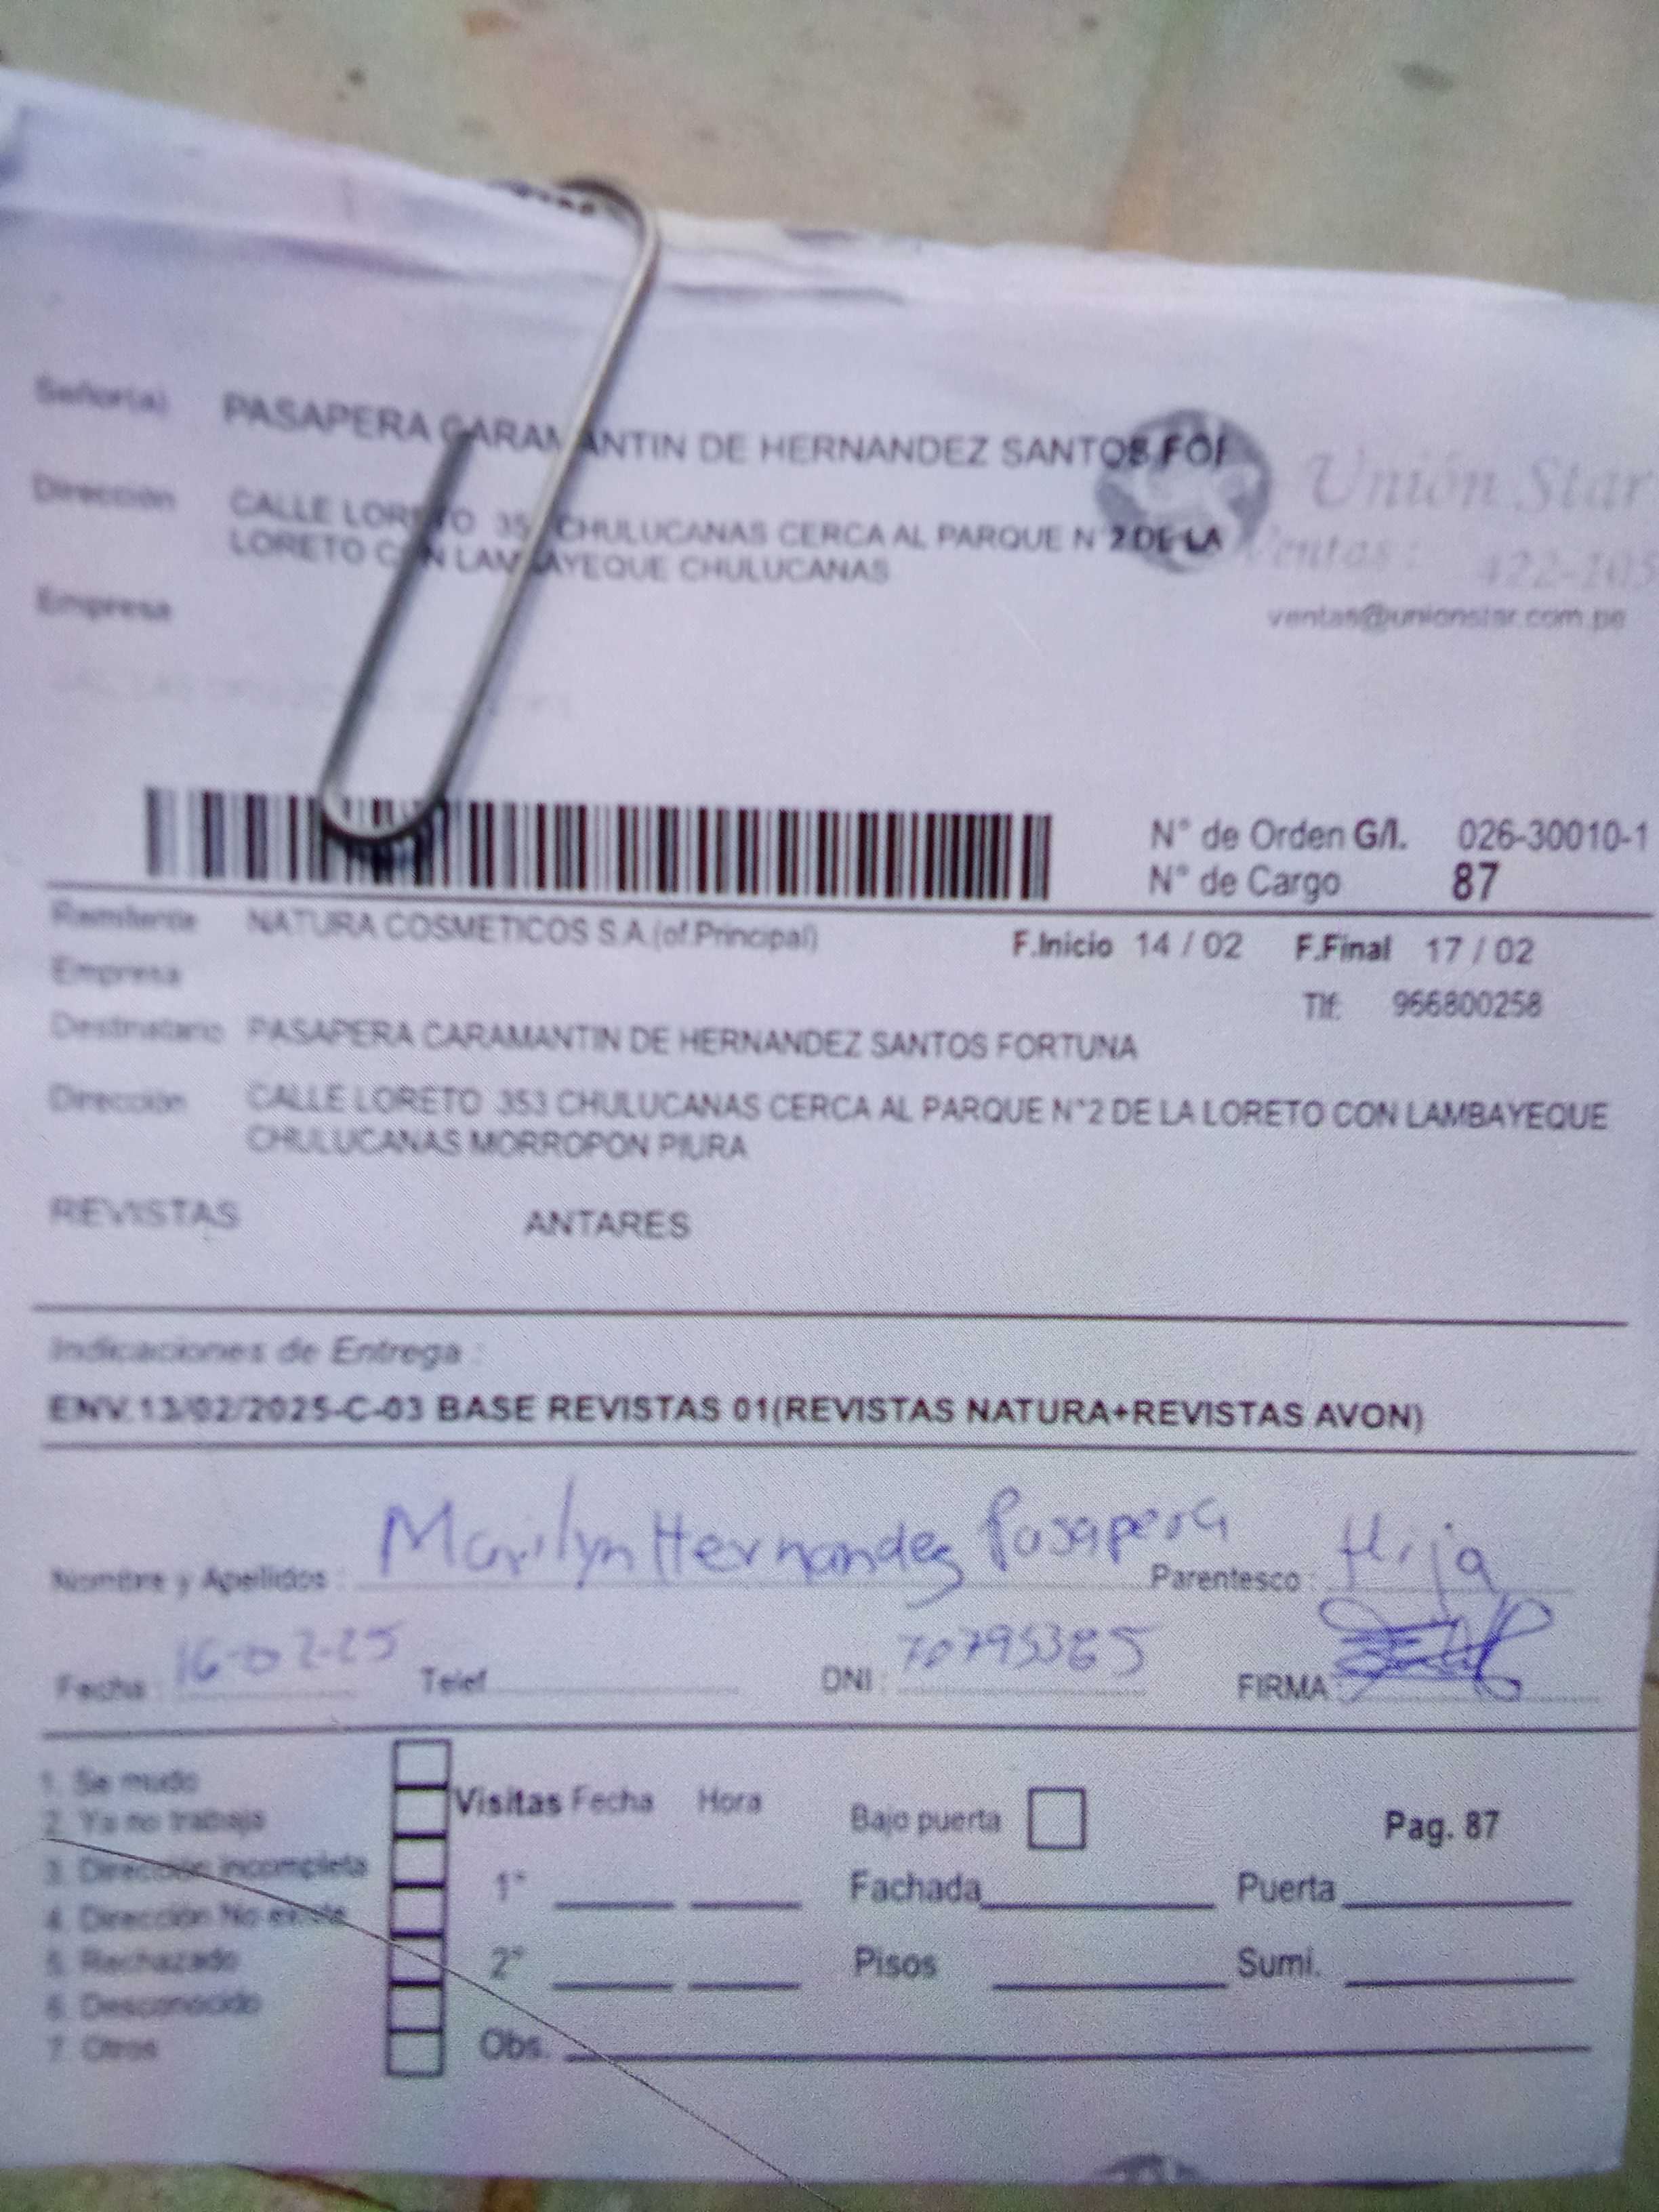 Señor(a) PASAPERA CARAMANTIN DE HERNANDEZ SANTOS FOR
Dirección CALLE LORETO 353 CHULUCANAS CERCA AL PARQUE N°2 DE LA
LORETO CON LAMBAYEQUE CHULUCANAS
Empresa
Unión Star
Ventas: 422-105
ventas@unionstar.com.pe
N° de Orden G/I. 026-30010-1
N° de Cargo 87
Remitente NATURA COSMETICOS S.A (of.Principal) F.Inicio 14 / 02 F.Final 17 / 02
Empresa
Tlf: 966800258
Destinatario PASAPERA CARAMANTIN DE HERNANDEZ SANTOS FORTUNA
Dirección CALLE LORETO 353 CHULUCANAS CERCA AL PARQUE N°2 DE LA LORETO CON LAMBAYEQUE
CHULUCANAS MORROPON PIURA
REVISTAS ANTARES
Indicaciones de Entrega :
ENV.13/02/2025-C-03 BASE REVISTAS 01(REVISTAS NATURA+REVISTAS AVON)
Nombre y Apellidos : Marilyn Hernandez Pasapera Parentesco : Hija
Fecha 16-02-25 Telef DNI : 70795385 FIRMA :
1. Se mudo
2. Ya no trabaja
3. Dirección incompleta
4. Dirección No existe
5. Rechazado
6. Desconocido
7. Otros
Visitas Fecha Hora
1°
2°
Obs.
Bajo puerta Pag. 87
Fachada Puerta
Pisos Sumi.